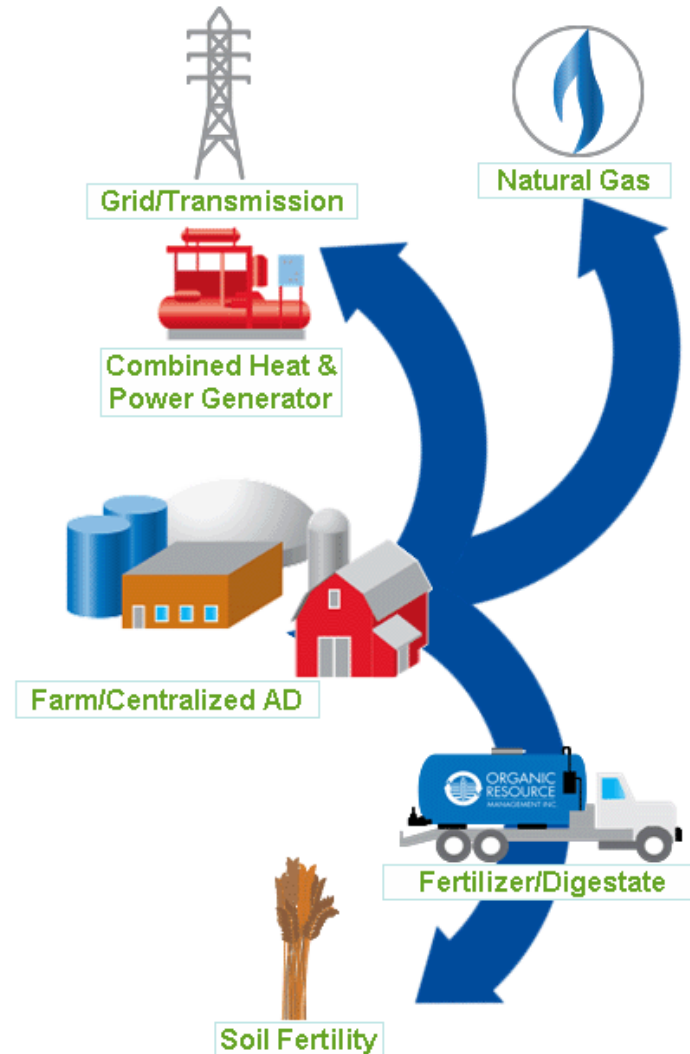 Grid/Transmission
Natural Gas
Combined Heat &
Power Generator
Farm/Centralized AD
ORGANIC
RESOURCE
MANAGEMENT INC.
Fertilizer/Digestate
Soil Fertility